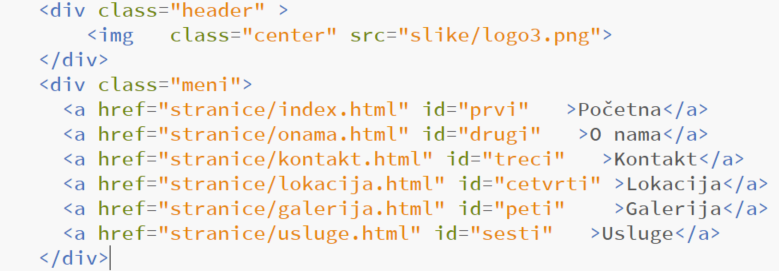 <div class="header" >
<img   class="center" src="slike/logo3.png">
</div>
<div class="meni">
<a href="stranice/index.html" id="prvi"   >Početna</a>
<a href="stranice/onama.html" id="drugi"   >O nama</a>
<a href="stranice/kontakt.html" id="treci"   >Kontakt</a>
<a href="stranice/lokacija.html" id="cetvrti" >Lokacija</a>
<a href="stranice/galerija.html" id="peti"     >Galerija</a>
<a href="stranice/usluge.html" id="sesti"   >Usluge</a>
</div>